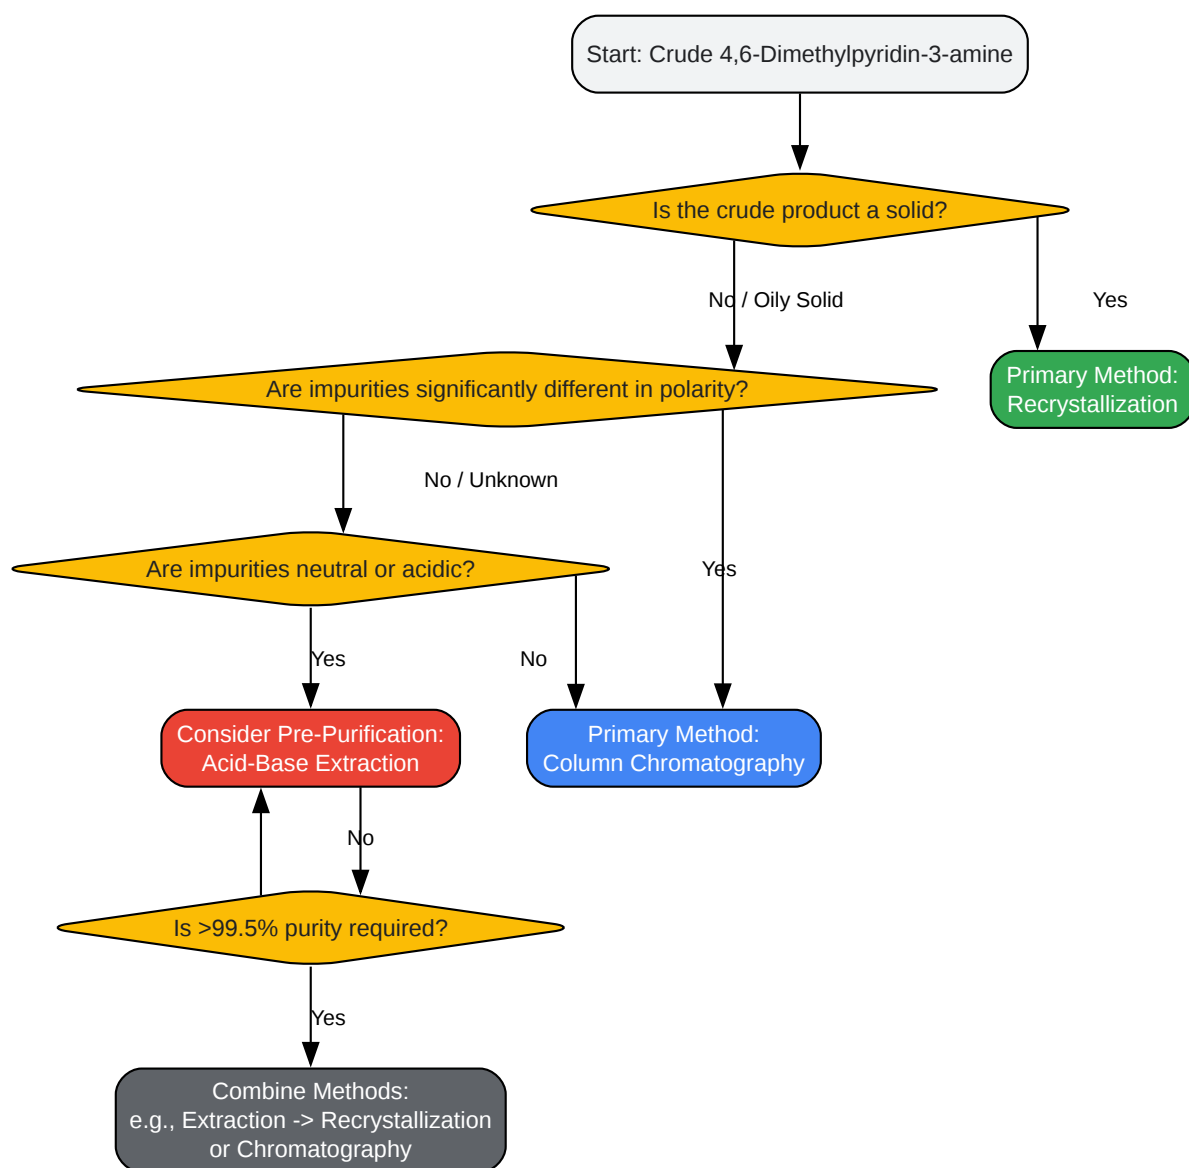 Start: Crude 4,6-Dimethylpyridin-3-amine
Is the crude product a solid?
No / Oily Solid
Yes
Primary Method:
Recrystallization
Are impurities significantly different in polarity?
No / Unknown
Are impurities neutral or acidic?
Yes
Yes
No
Consider Pre-Purification:
Acid-Base Extraction
Primary Method:
Column Chromatography
No
Is >99.5% purity required?
Yes
Combine Methods:
e.g., Extraction -> Recrystallization
or Chromatography